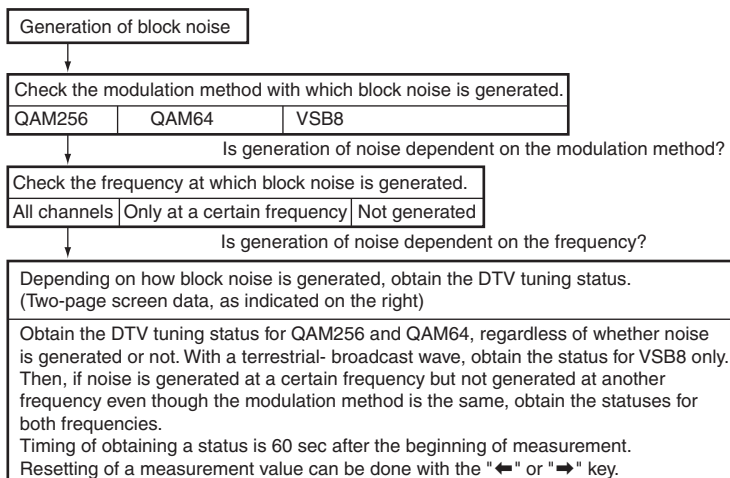 Generation of block noise
Check the modulation method with which block noise is generated.
QAM256 QAM64 VSB8
Is generation of noise dependent on the modulation method?
Check the frequency at which block noise is generated.
All channels Only at a certain frequency Not generated
Is generation of noise dependent on the frequency?
Depending on how block noise is generated, obtain the DTV tuning status.
(Two-page screen data, as indicated on the right)
Obtain the DTV tuning status for QAM256 and QAM64, regardless of whether noise
is generated or not. With a terrestrial- broadcast wave, obtain the status for VSB8 only.
Then, if noise is generated at a certain frequency but not generated at another
frequency even though the modulation method is the same, obtain the statuses for
both frequencies.
Timing of obtaining a status is 60 sec after the beginning of measurement.
Resetting of a measurement value can be done with the "⬅" or "➡" key.